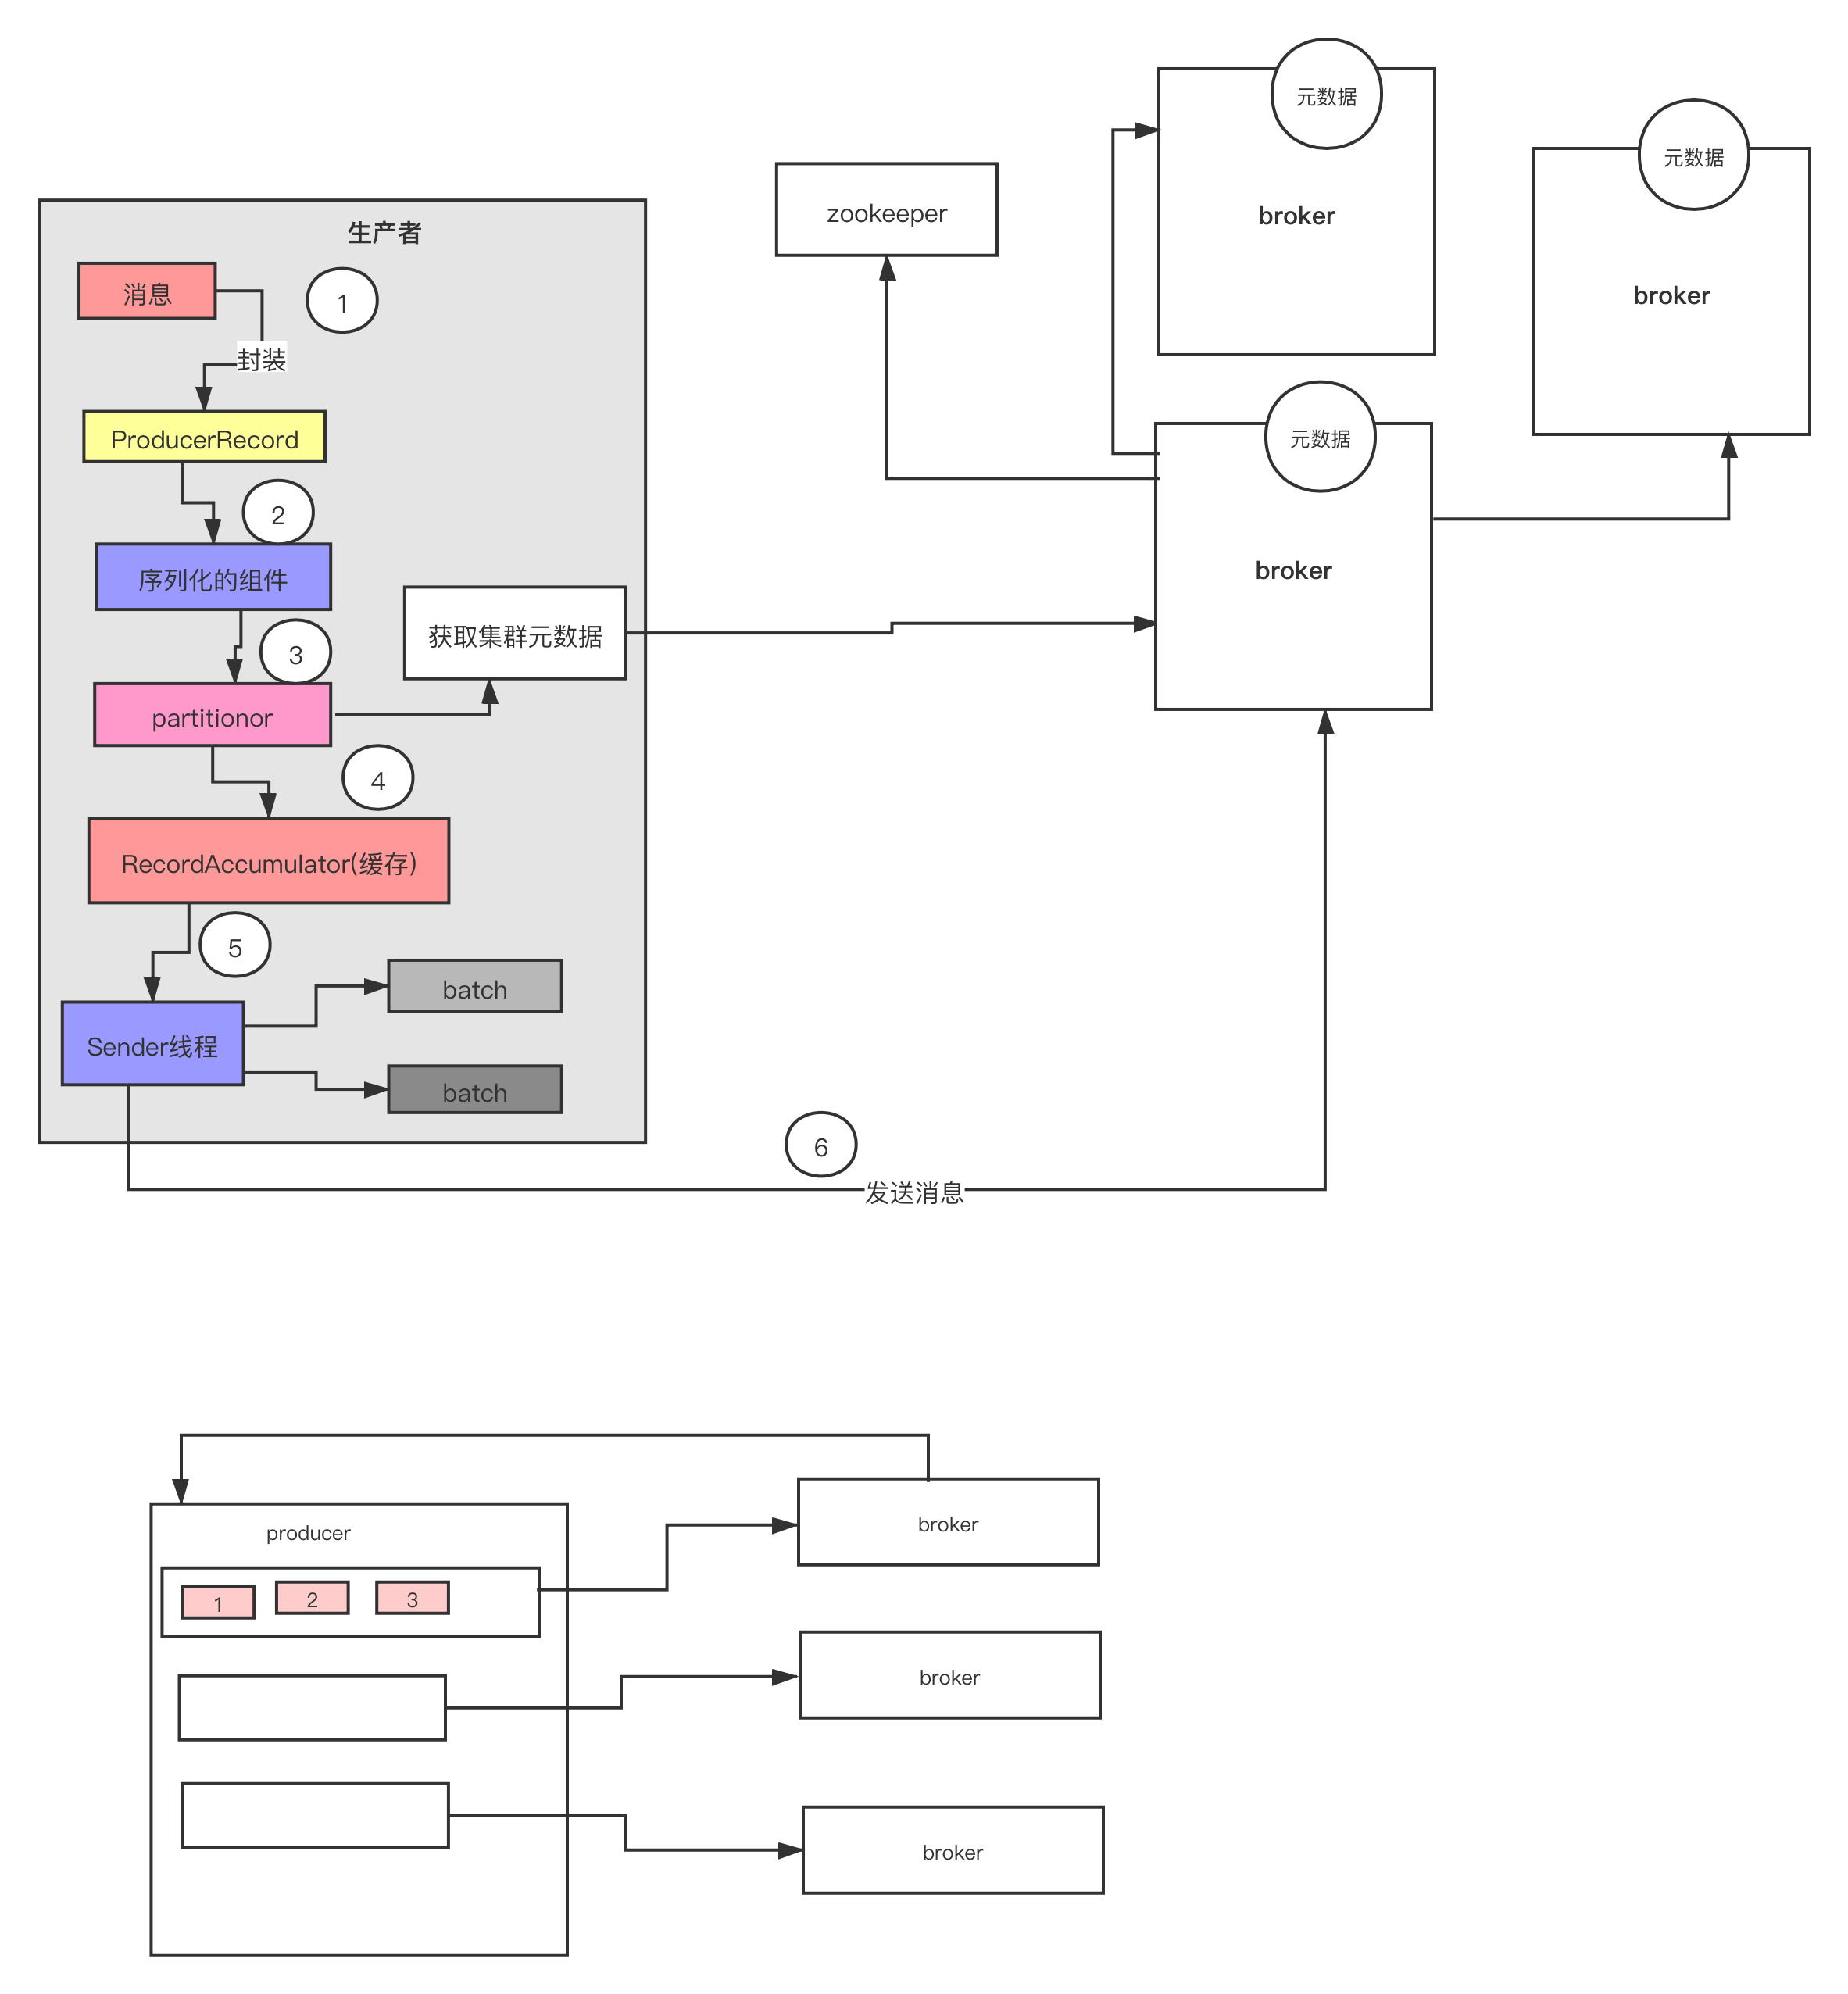 生产者
消息
1
封装
ProducerRecord
2
序列化的组件
3
获取集群元数据
partitionor
4
RecordAccumulator(缓存)
5
batch
Sender线程
batch
6
发送消息
zookeeper
元数据
broker
元数据
broker
元数据
broker
producer
1
2
3
broker
broker
broker